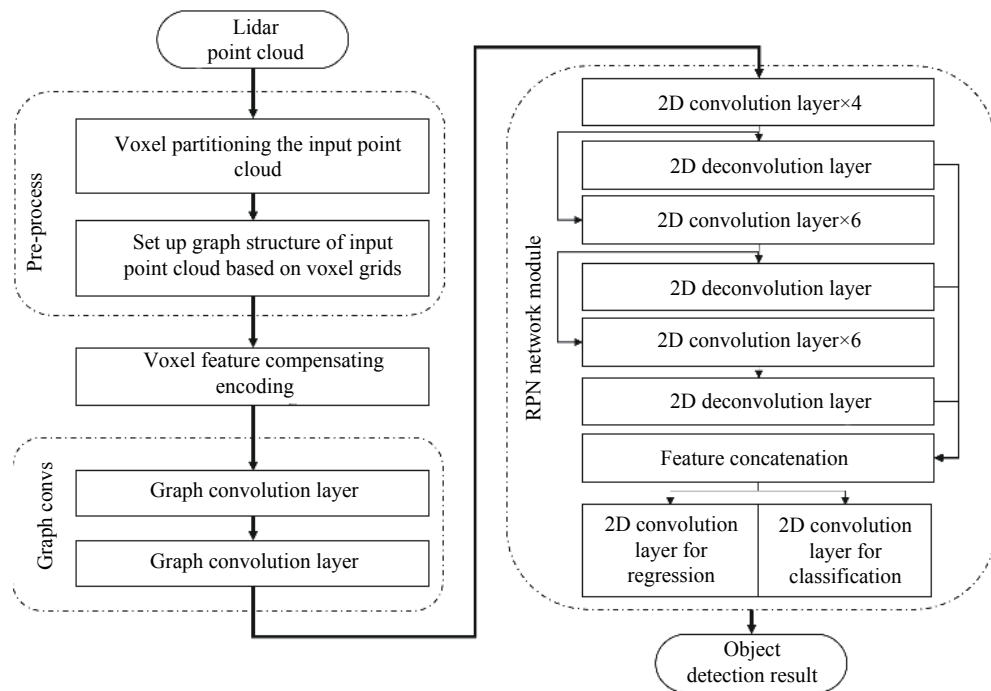 Lidar
point cloud
Pre-process
Voxel partitioning the input point
cloud
Set up graph structure of input
point cloud based on voxel grids
Voxel feature compensating
encoding
Graph convs
Graph convolution layer
Graph convolution layer
RPN network module
2D convolution layer×4
2D deconvolution layer
2D convolution layer×6
2D deconvolution layer
2D convolution layer×6
2D deconvolution layer
Feature concatenation
2D convolution
layer for
regression
2D convolution
layer for
classification
Object
detection result